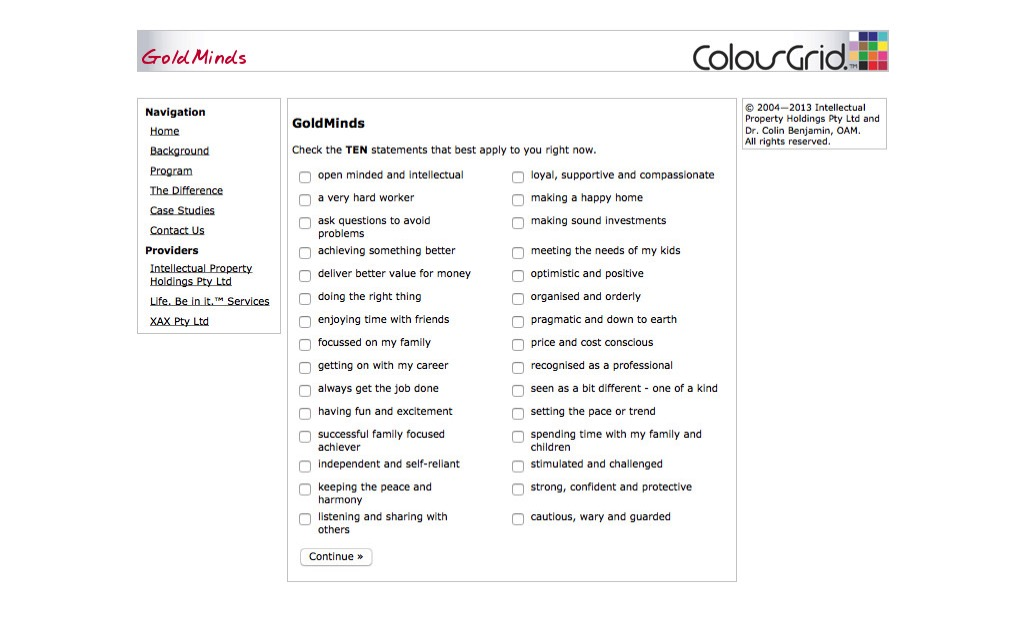 GoldMinds
ColourGrid.™
Navigation
Home
Background
Program
The Difference
Case Studies
Contact Us
Providers
Intellectual Property
Holdings Pty Ltd
Life. Be in it.™ Services
XAX Pty Ltd
GoldMinds
Check the TEN statements that best apply to you right now.
open minded and intellectual
loyal, supportive and compassionate
a very hard worker
making a happy home
ask questions to avoid
problems
making sound investments
achieving something better
meeting the needs of my kids
deliver better value for money
optimistic and positive
doing the right thing
organised and orderly
enjoying time with friends
pragmatic and down to earth
focussed on my family
price and cost conscious
getting on with my career
recognised as a professional
always get the job done
seen as a bit different - one of a kind
having fun and excitement
setting the pace or trend
successful family focused
achiever
spending time with my family and
children
independent and self-reliant
stimulated and challenged
keeping the peace and
harmony
strong, confident and protective
listening and sharing with
others
cautious, wary and guarded
Continue »
© 2004—2013 Intellectual
Property Holdings Pty Ltd and
Dr. Colin Benjamin, OAM.
All rights reserved.